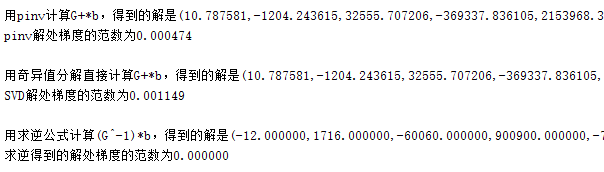 用pinv计算G+*b，得到的解是(10.787581,-1204.243615,32555.707206,-369337.836105,2153968.3
pinv解处梯度的范数为0.000474
用奇异值分解直接计算G+*b，得到的解是(10.787581,-1204.243615,32555.707206,-369337.836105,
SVD解处梯度的范数为0.001149
用求逆公式计算(G^-1)*b，得到的解是(-12.000000,1716.000000,-60060.000000,900900.000000,-7
求逆得到的解处梯度的范数为0.000000